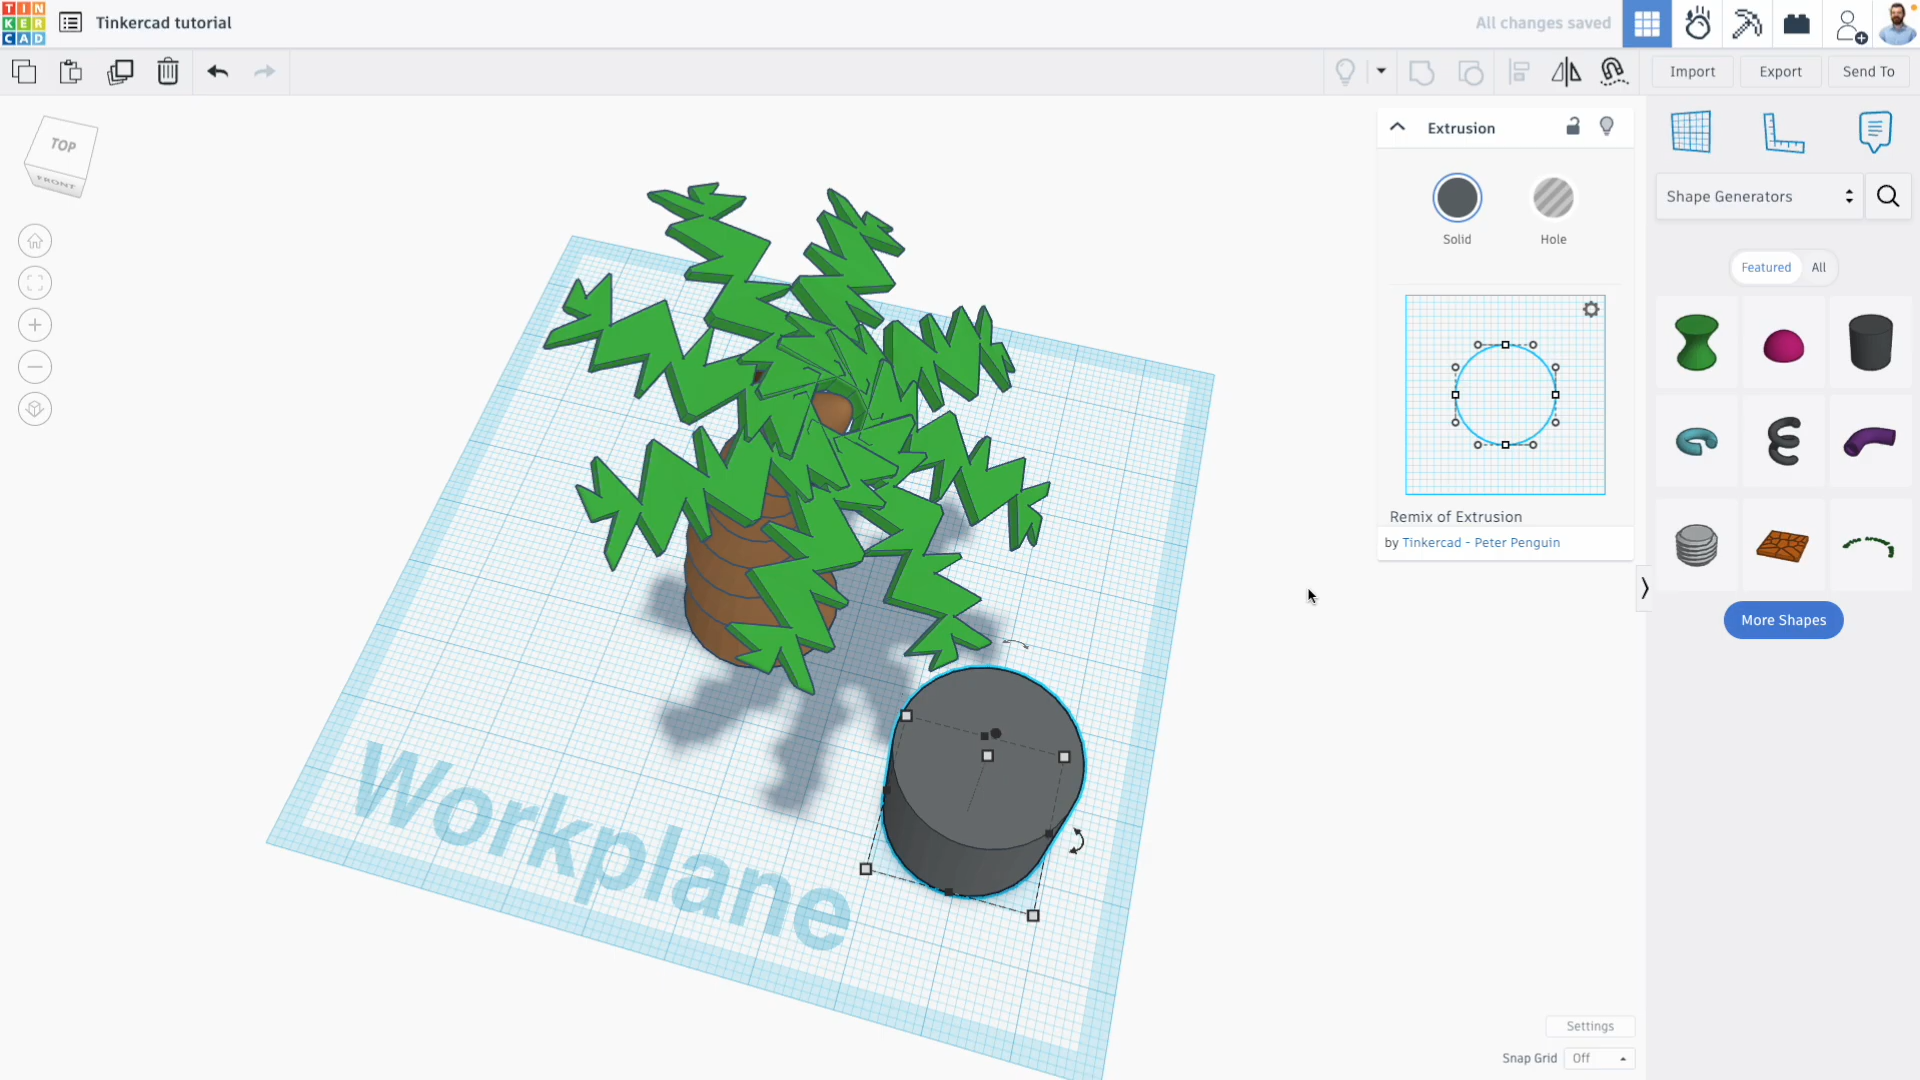 TIN
KER
CAD
Tinkercad tutorial
All changes saved
Import
Export
Send To
TOP
FRONT
Extrusion
Solid
Hole
Remix of Extrusion
by Tinkercad - Peter Penguin
Shape Generators
Featured
All
More Shapes
Workplane
Settings
Snap Grid
Off